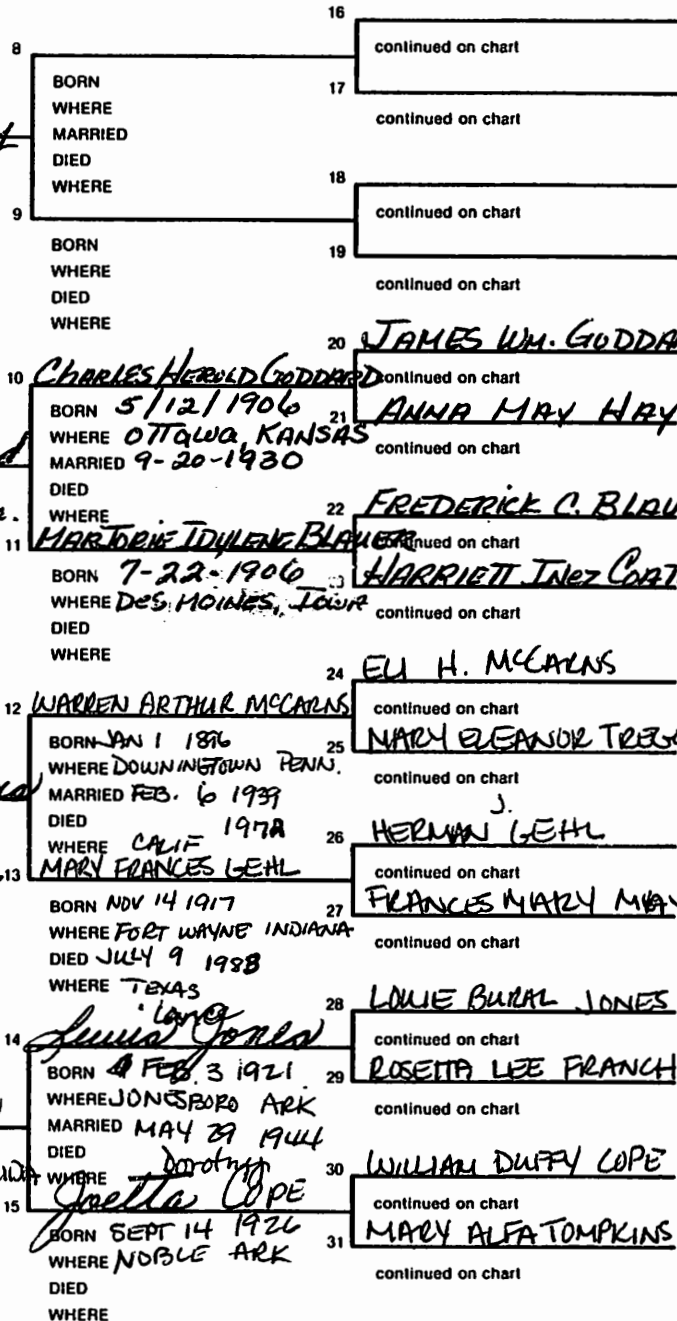 16
continued on chart
8
BORN
WHERE
MARRIED
DIED
WHERE
17
continued on chart
18
continued on chart
9
BORN
WHERE
DIED
WHERE
19
continued on chart
20 JAMES WM. GODDA
continued on chart
10 CHARLES HEROLD GODDARD
BORN 5/12/1906
WHERE OTTAWA, KANSAS
MARRIED 9-20-1930
DIED
WHERE
21 ANNA MAY HAY
continued on chart
22 FREDERICK C. BLAU
continued on chart
11 MARJORIE IDYLENE BLAUER
BORN 7-22-1906
WHERE DES MOINES, IOWA
DIED
WHERE
23 HARRIETT INEZ COAT
continued on chart
24 ELI H. MCCARNS
continued on chart
12 WARREN ARTHUR MCCARNS
BORN JAN 1 1896
WHERE DOWNINGTOWN PENN.
MARRIED FEB. 6 1939
DIED 1972
WHERE CALIF
25 MARY ELEANOR TREG
continued on chart
26 HERMAN J. GEHL
continued on chart
13 MARY FRANCES GEHL
BORN NOV 14 1917
WHERE FORT WAYNE INDIANA
DIED JULY 9 1988
WHERE TEXAS
27 FRANCES MARY
continued on chart
28 LOUIE BURAL JONES
continued on chart
14 Lewis Jones
BORN FEB. 3 1921
WHERE JONESBORO ARK
MARRIED MAY 29 1944
DIED
WHERE
29 ROSETTA LEE FRANCH
continued on chart
30 WILLIAM DUFFY COPE
continued on chart
15 Dorothy Joetta COPE
BORN SEPT 14 1926
WHERE NOBLE ARK
DIED
WHERE
31 MARY ALFA TOMPKINS
continued on chart